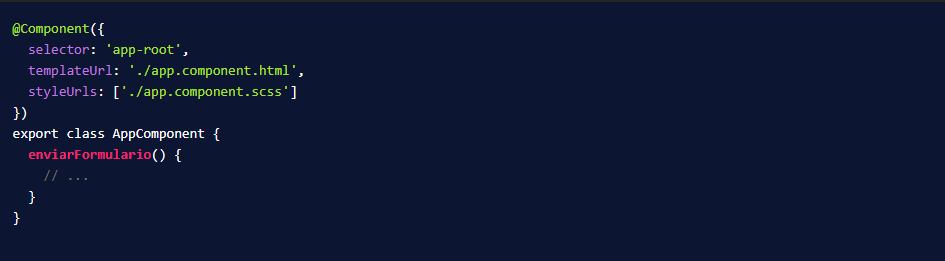 @Component({
  selector: 'app-root',
  templateUrl: './app.component.html',
  styleUrls: ['./app.component.scss']
})
export class AppComponent {
  enviarFormulario() {
    // ...
  }
}